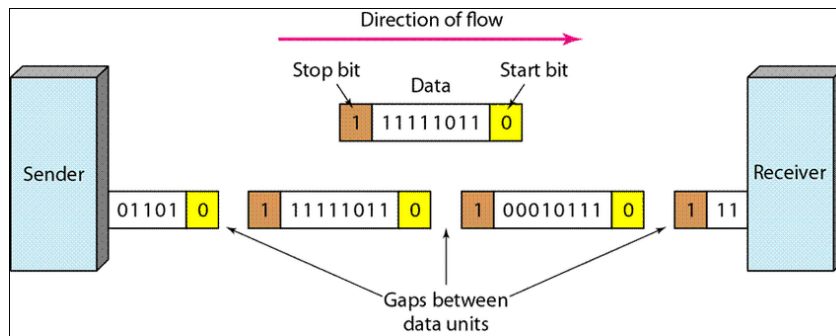 Direction of flow
Stop bit
Start bit
Data
1 11111011 0
Sender
Receiver
01101 0
1 11111011 0
1 00010111 0
1 11
Gaps between
data units